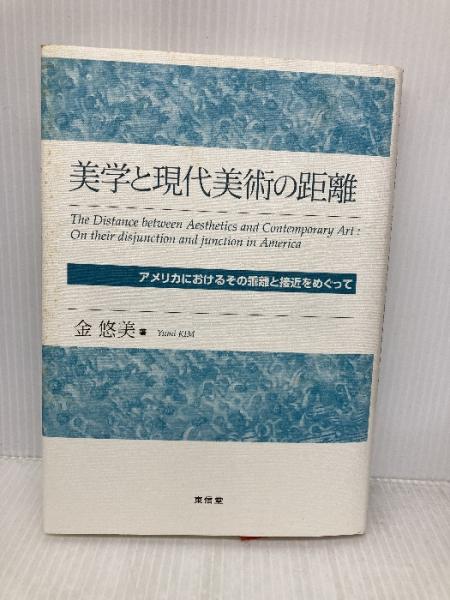 美学と現代美術の距離
The Distance between Aesthetics and Contemporary Art :
On their disjunction and junction in America
アメリカにおけるその乖離と接近をめぐって
金 悠美 著 Yumi KIM
東信堂